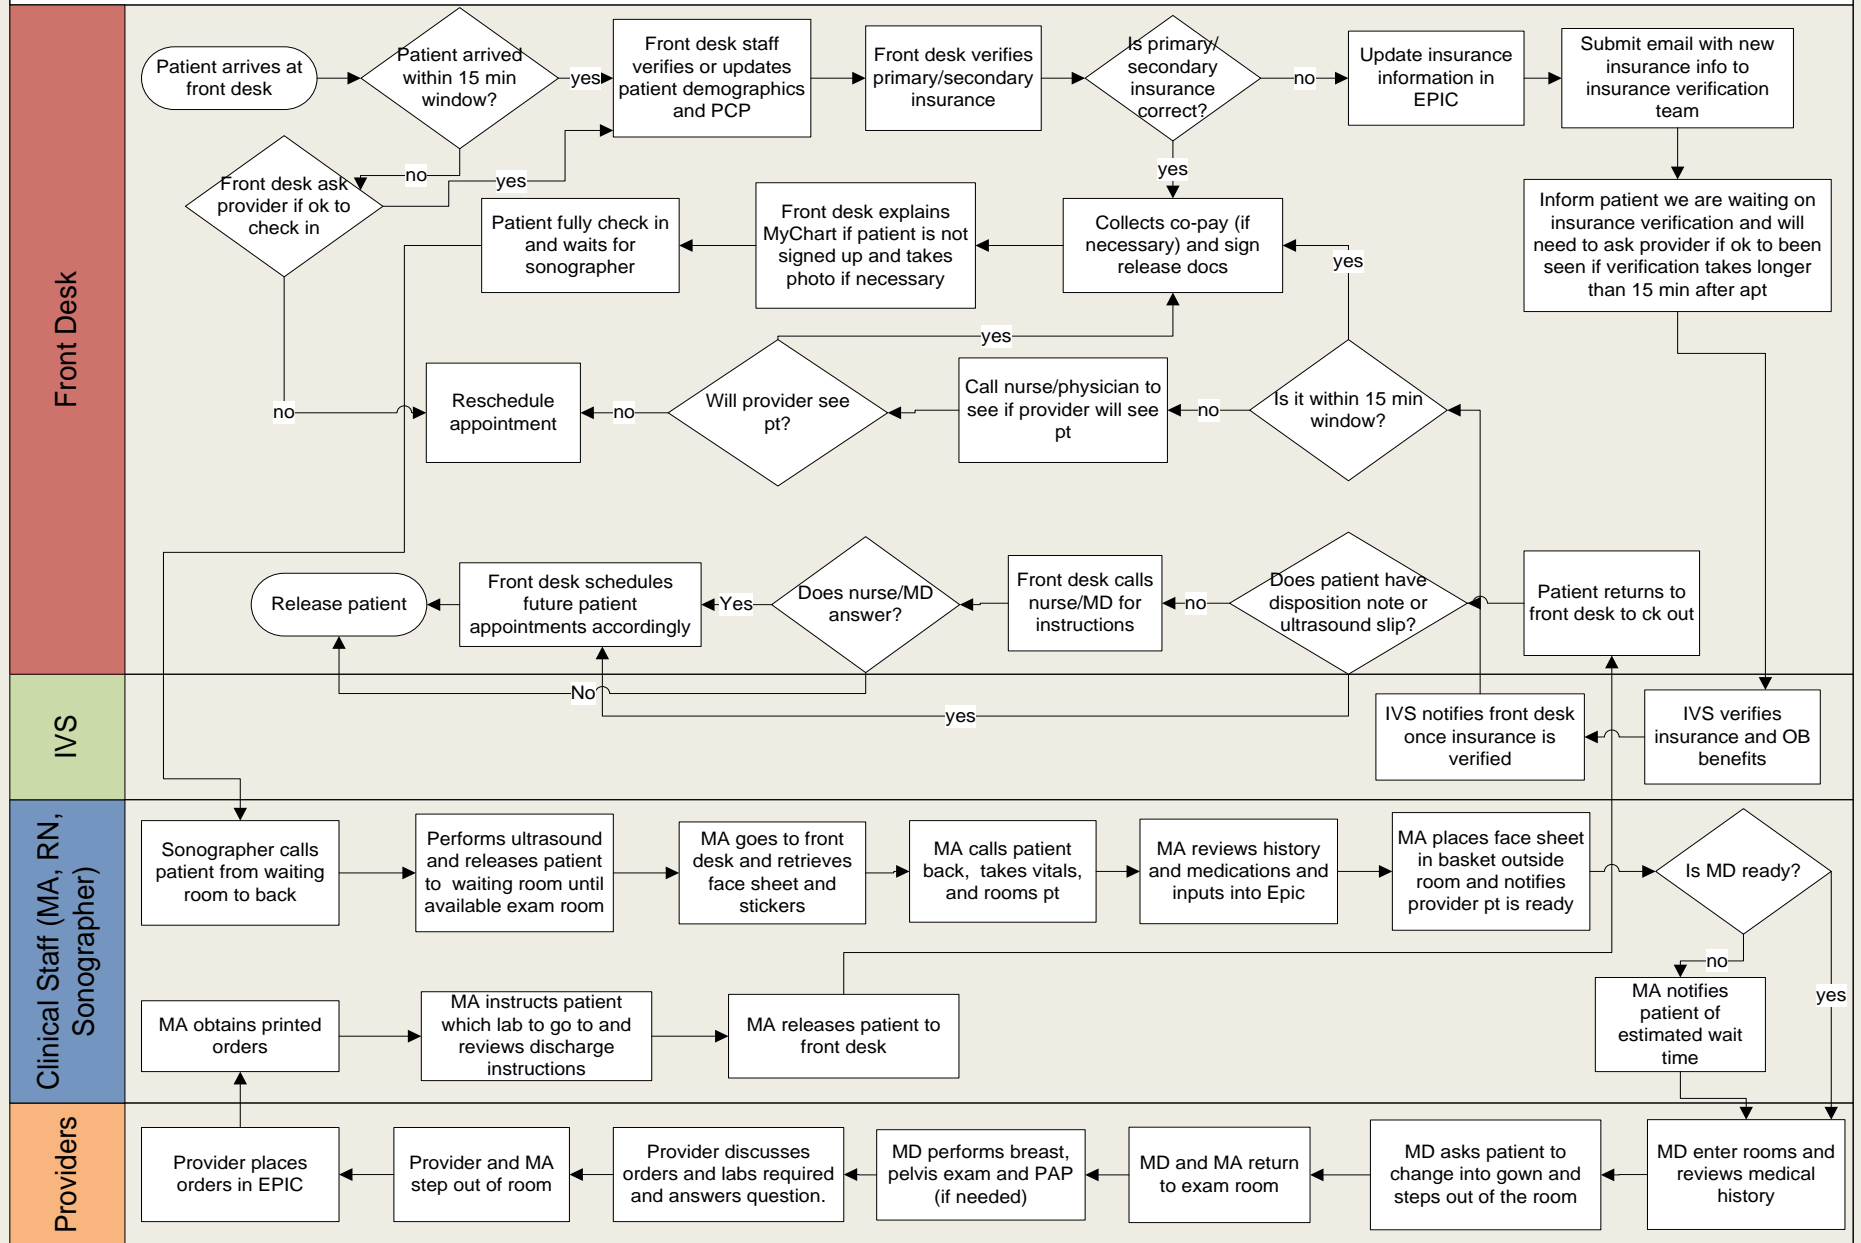 Front Desk
Patient arrives at
front desk
Patient arrived
within 15 min
window?
yes
Front desk staff
verifies or updates
patient demographics
and PCP
Front desk verifies
primary/secondary
insurance
Is primary/
secondary
insurance
correct?
no
Update insurance
information in
EPIC
Submit email with new
insurance info to
insurance verification
team
no
Front desk ask
provider if ok to
check in
yes
yes
Patient fully check in
and waits for
sonographer
Front desk explains
MyChart if patient is not
signed up and takes
photo if necessary
Collects co-pay (if
necessary) and sign
release docs
yes
Inform patient we are waiting on
insurance verification and will
need to ask provider if ok to been
seen if verification takes longer
than 15 min after apt
yes
no
Reschedule
appointment
no
Will provider see
pt?
Call nurse/physician to
see if provider will see
pt
no
Is it within 15 min
window?
Release patient
Front desk schedules
future patient
appointments accordingly
Yes
Does nurse/MD
answer?
Front desk calls
nurse/MD for
instructions
no
Does patient have
disposition note or
ultrasound slip?
Patient returns to
front desk to ck out
IVS
No
yes
IVS notifies front desk
once insurance is
verified
IVS verifies
insurance and OB
benefits
Clinical Staff (MA, RN,
Sonographer)
Sonographer calls
patient from waiting
room to back
Performs ultrasound
and releases patient
to waiting room until
available exam room
MA goes to front
desk and retrieves
face sheet and
stickers
MA calls patient
back, takes vitals,
and rooms pt
MA reviews history
and medications and
inputs into Epic
MA places face sheet
in basket outside
room and notifies
provider pt is ready
Is MD ready?
no
yes
MA obtains printed
orders
MA instructs patient
which lab to go to and
reviews discharge
instructions
MA releases patient to
front desk
MA notifies
patient of
estimated wait
time
Providers
Provider places
orders in EPIC
Provider and MA
step out of room
Provider discusses
orders and labs required
and answers question.
MD performs breast,
pelvis exam and PAP
(if needed)
MD and MA return
to exam room
MD asks patient to
change into gown and
steps out of the room
MD enter rooms and
reviews medical
history